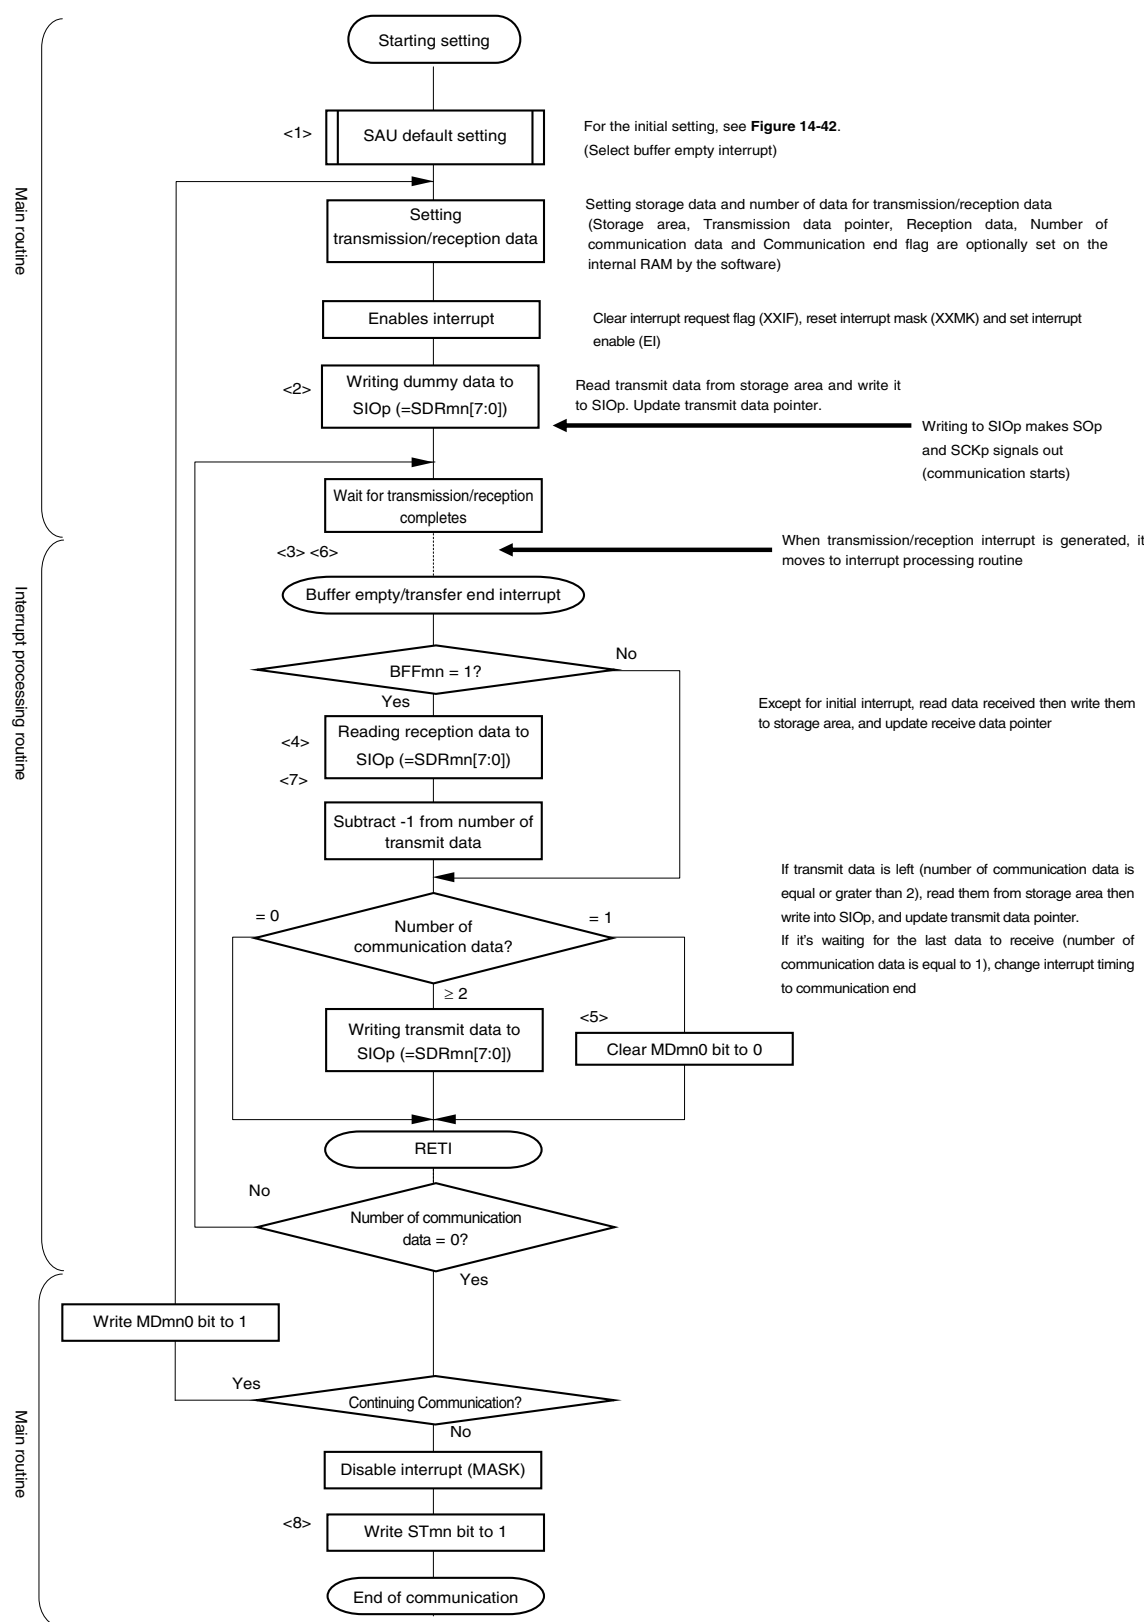 Starting setting
<1>
SAU default setting
For the initial setting, see Figure 14-42.
(Select buffer empty interrupt)
Main routine
Setting
transmission/reception data
Setting storage data and number of data for transmission/reception data
(Storage area, Transmission data pointer, Reception data, Number of
communication data and Communication end flag are optionally set on the
internal RAM by the software)
Enables interrupt
Clear interrupt request flag (XXIF), reset interrupt mask (XXMK) and set interrupt
enable (EI)
<2>
Writing dummy data to
SIOp (=SDRmn[7:0])
Read transmit data from storage area and write it
to SIOp. Update transmit data pointer.
Writing to SIOp makes SOp
and SCKp signals out
(communication starts)
Wait for transmission/reception
completes
<3> <6>
When transmission/reception interrupt is generated, it
moves to interrupt processing routine
Interrupt processing routine
Buffer empty/transfer end interrupt
BFFmn = 1?
No
Yes
<4>
Reading reception data to
SIOp (=SDRmn[7:0])
<7>
Except for initial interrupt, read data received then write them
to storage area, and update receive data pointer
Subtract -1 from number of
transmit data
= 0
Number of
communication data?
= 1
≥ 2
If transmit data is left (number of communication data is
equal or grater than 2), read them from storage area then
write into SIOp, and update transmit data pointer.
If it's waiting for the last data to receive (number of
communication data is equal to 1), change interrupt timing
to communication end
Writing transmit data to
SIOp (=SDRmn[7:0])
<5>
Clear MDmn0 bit to 0
RETI
No
Number of communication
data = 0?
Yes
Write MDmn0 bit to 1
Main routine
Yes
Continuing Communication?
No
Disable interrupt (MASK)
<8>
Write STmn bit to 1
End of communication